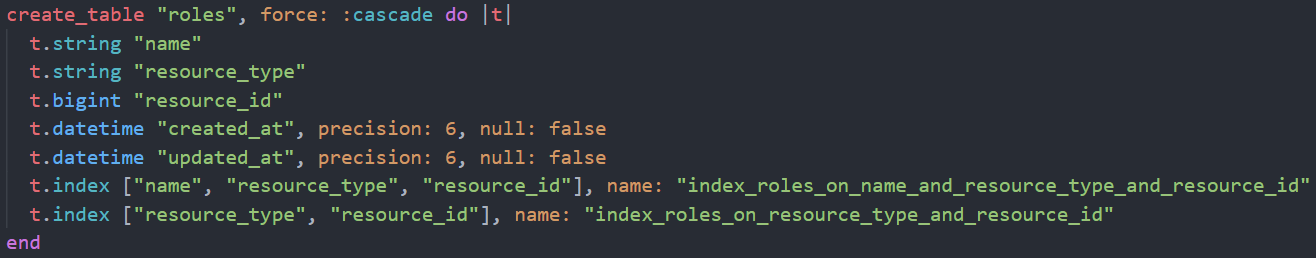 create_table "roles", force: :cascade do |t|
  t.string "name"
  t.string "resource_type"
  t.bigint "resource_id"
  t.datetime "created_at", precision: 6, null: false
  t.datetime "updated_at", precision: 6, null: false
  t.index ["name", "resource_type", "resource_id"], name: "index_roles_on_name_and_resource_type_and_resource_id"
  t.index ["resource_type", "resource_id"], name: "index_roles_on_resource_type_and_resource_id"
end